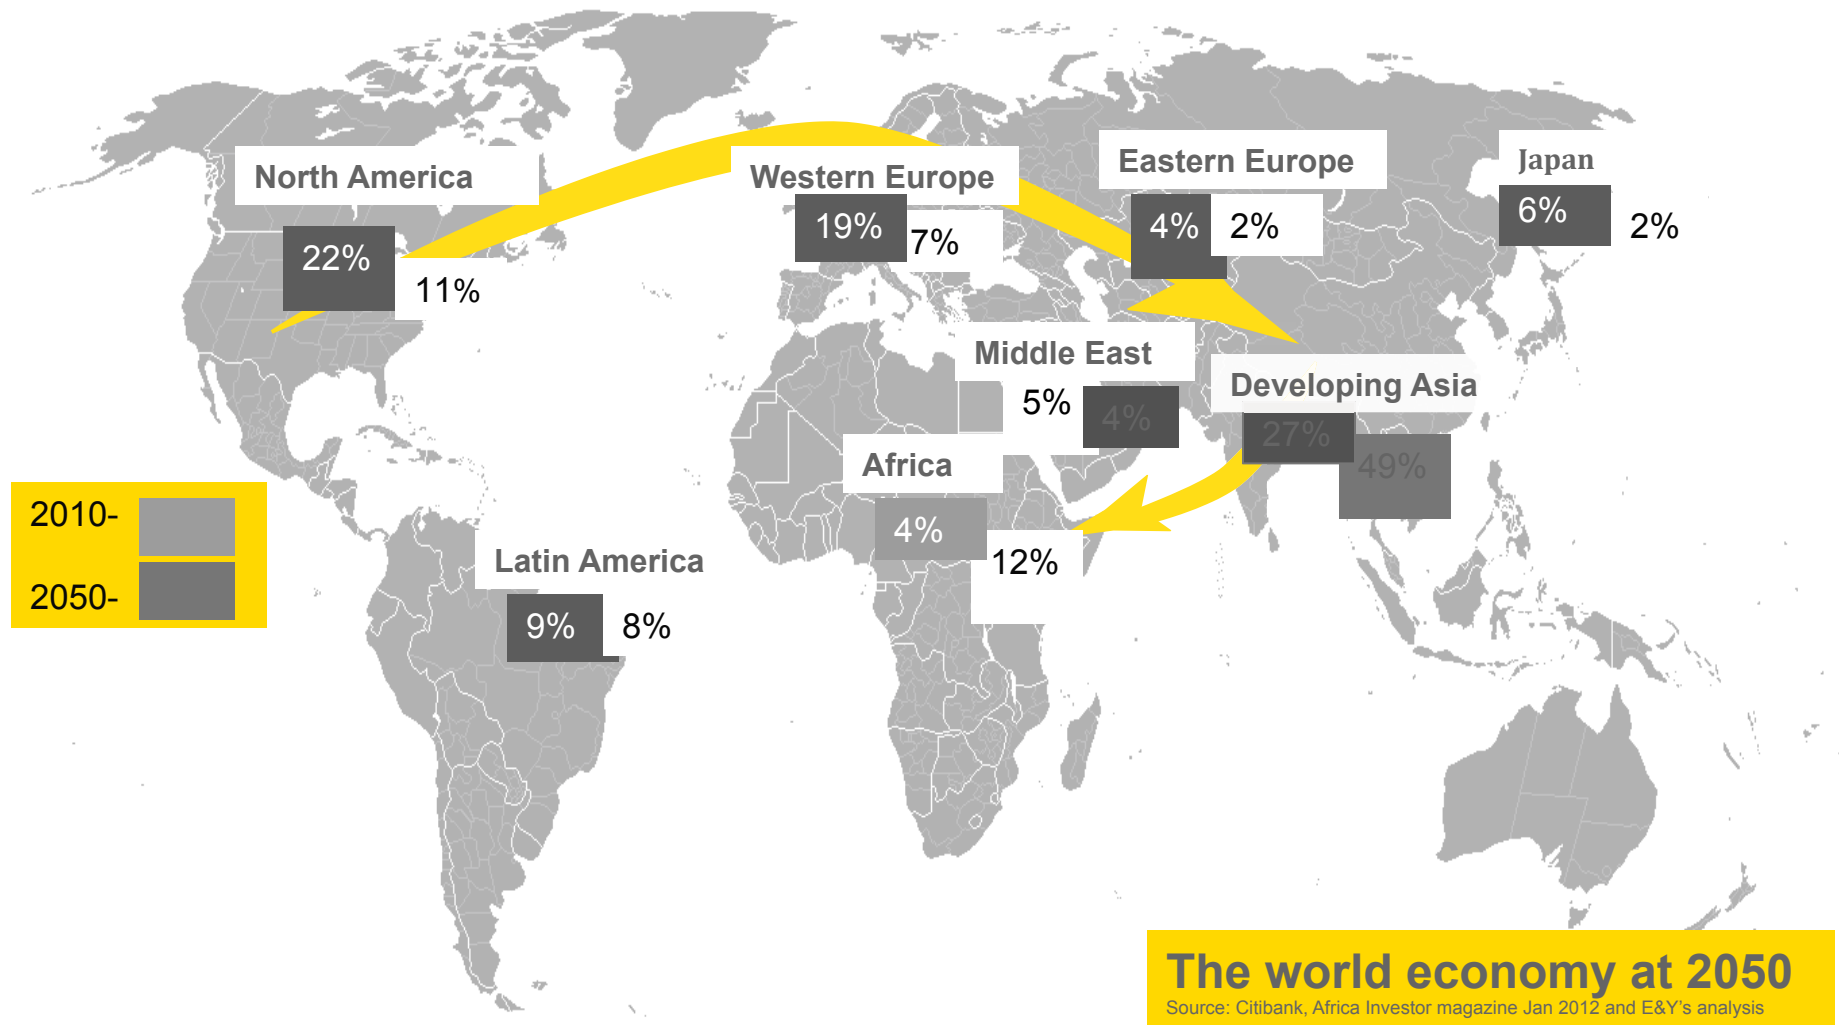 North America
22%
11%
Western Europe
19%
7%
Eastern Europe
4%
2%
Japan
6%
2%
Middle East
5%
4%
Developing Asia
27%
49%
Africa
4%
12%
Latin America
9%
8%
2010-
2050-
The world economy at 2050
Source: Citibank, Africa Investor magazine Jan 2012 and E&Y’s analysis